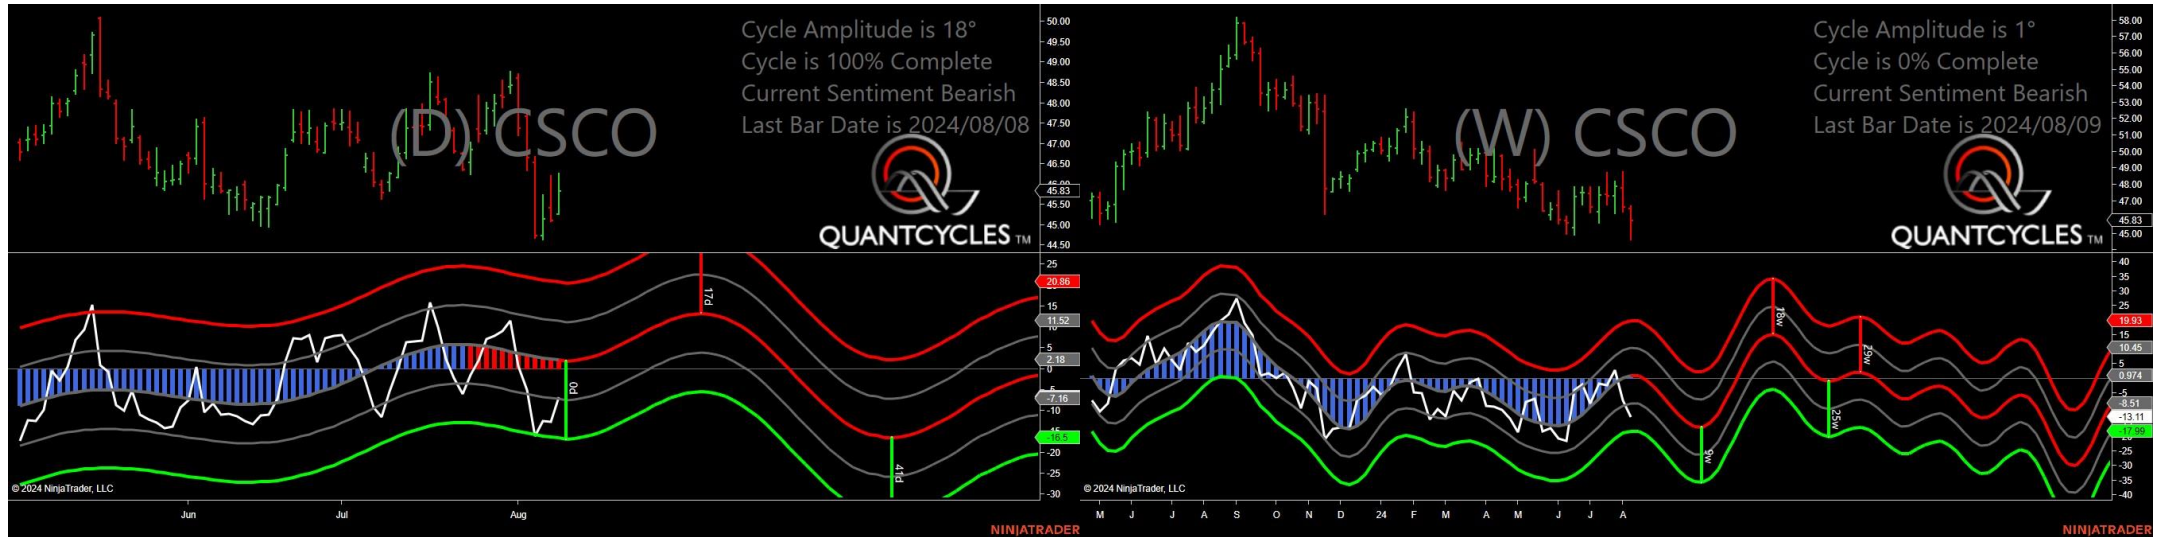 Cycle Amplitude is 18°
Cycle is 100% Complete
Current Sentiment Bearish
Last Bar Date is 2024/08/08
(D) CSCO
QUANTCYCLES TM
50.00
49.50
49.00
48.50
48.00
47.50
47.00
46.50
46.00
45.83
45.50
45.00
44.50
25
20.86
15
11.52
10
5
2.18
0
-5
-7.16
-10
-15
-16.5
-20
-25
-30
17d
0d
41d
© 2024 NinjaTrader, LLC
Jun
Jul
Aug
NINJATRADER
Cycle Amplitude is 1°
Cycle is 0% Complete
Current Sentiment Bearish
Last Bar Date is 2024/08/09
(W) CSCO
QUANTCYCLES TM
58.00
57.00
56.00
55.00
54.00
53.00
52.00
51.00
50.00
49.00
48.00
47.00
45.83
45.00
40
35
30
25
19.93
15
10.45
5
0.974
-5
-8.51
-13.11
-17.99
-25
-30
-35
-40
18w
29w
25w
9w
© 2024 NinjaTrader, LLC
M J J A S O N D 24 F M A M J J A
NINJATRADER